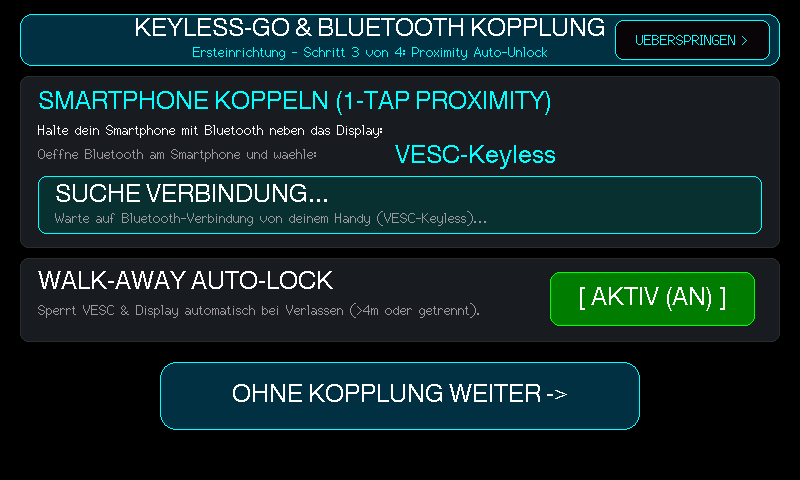 KEYLESS-GO & BLUETOOTH KOPPLUNG
Ersteinrichtung - Schritt 3 von 4: Proximity Auto-Unlock
UEBERSPRINGEN >
SMARTPHONE KOPPELN (1-TAP PROXIMITY)
Halte dein Smartphone mit Bluetooth neben das Display:
Oeffne Bluetooth am Smartphone und waehle: VESC-Keyless
SUCHE VERBINDUNG...
Warte auf Bluetooth-Verbindung von deinem Handy (VESC-Keyless)...
WALK-AWAY AUTO-LOCK
Sperrt VESC & Display automatisch bei Verlassen (>4m oder getrennt).
[ AKTIV (AN) ]
OHNE KOPPLUNG WEITER ->